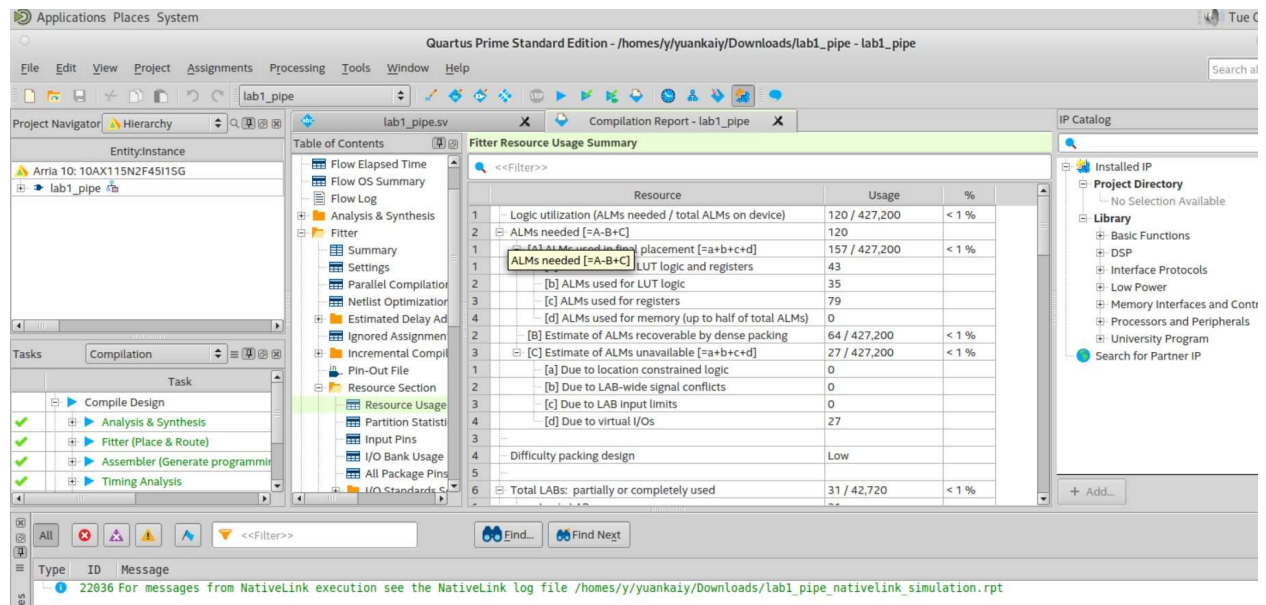 Applications Places System
Tue
Quartus Prime Standard Edition - /homes/y/yuankaiy/Downloads/lab1_pipe - lab1_pipe
File Edit View Project Assignments Processing Tools Window Help
Search
lab1_pipe
Project Navigator Hierarchy
Entity:Instance
Arria 10: 10AX115N2F45I1SG
lab1_pipe
Tasks Compilation
Task
Compile Design
Analysis & Synthesis
Fitter (Place & Route)
Assembler (Generate programmin
Timing Analysis
lab1_pipe.sv
Compilation Report - lab1_pipe
Table of Contents
Flow Elapsed Time
Flow OS Summary
Flow Log
Analysis & Synthesis
Fitter
Summary
Settings
Parallel Compilation
Netlist Optimization
Estimated Delay Ad
Ignored Assignmen
Incremental Compil
Pin-Out File
Resource Section
Resource Usage
Partition Statisti
Input Pins
I/O Bank Usage
All Package Pins
I/O Standards S
Fitter Resource Usage Summary
<<Filter>>
Resource Usage %
1 Logic utilization (ALMs needed / total ALMs on device) 120 / 427,200 < 1 %
2 ALMs needed [=A-B+C] 120
1 [A] ALMs used in final placement [=a+b+c+d] 157 / 427,200 < 1 %
ALMs needed [=A-B+C]
1 LUT logic and registers 43
2 [b] ALMs used for LUT logic 35
3 [c] ALMs used for registers 79
4 [d] ALMs used for memory (up to half of total ALMs) 0
2 [B] Estimate of ALMs recoverable by dense packing 64 / 427,200 < 1 %
3 [C] Estimate of ALMs unavailable [=a+b+c+d] 27 / 427,200 < 1 %
1 [a] Due to location constrained logic 0
2 [b] Due to LAB-wide signal conflicts 0
3 [c] Due to LAB input limits 0
4 [d] Due to virtual I/Os 27
3
4 Difficulty packing design Low
5
6 Total LABs: partially or completely used 31 / 42,720 < 1 %
IP Catalog
Installed IP
Project Directory
No Selection Available
Library
Basic Functions
DSP
Interface Protocols
Low Power
Memory Interfaces and Contr
Processors and Peripherals
University Program
Search for Partner IP
+ Add...
All <<Filter>> Find... Find Next
Type ID Message
22036 For messages from NativeLink execution see the NativeLink log file /homes/y/yuankaiy/Downloads/lab1_pipe_nativelink_simulation.rpt